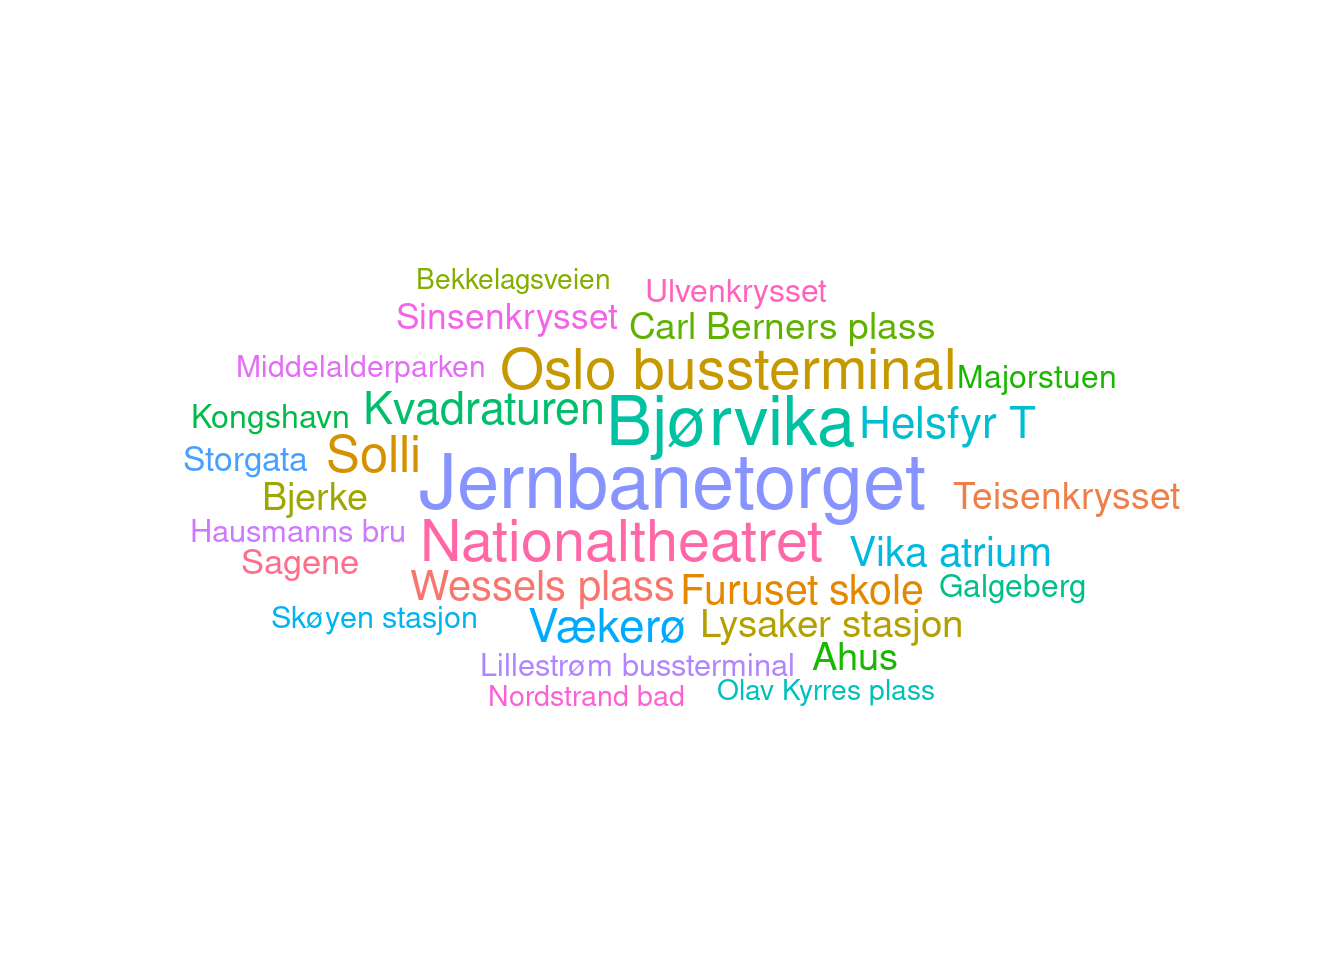 Bekkelagsveien
Ulvenkrysset
Sinsenkrysset
Carl Berners plass
Middelalderparken
Oslo bussterminal
Majorstuen
Kongshavn
Kvadraturen
Bjørvika
Helsfyr T
Storgata
Solli
Jernbanetorget
Bjerke
Teisenkrysset
Hausmanns bru
Nationaltheatret
Vika atrium
Sagene
Wessels plass
Furuset skole
Galgeberg
Skøyen stasjon
Vækerø
Lysaker stasjon
Lillestrøm bussterminal
Ahus
Nordstrand bad
Olav Kyrres plass